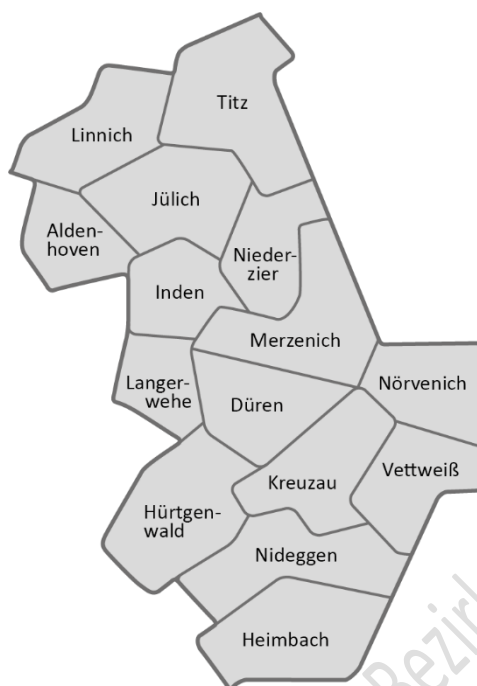 Titz
Linnich
Jülich
Alden-
hoven
Nieder-
zier
Inden
Merzenich
Langer-
wehe
Düren
Nörvenich
Kreuzau
Vettweiß
Hürtgen-
wald
Nideggen
Heimbach